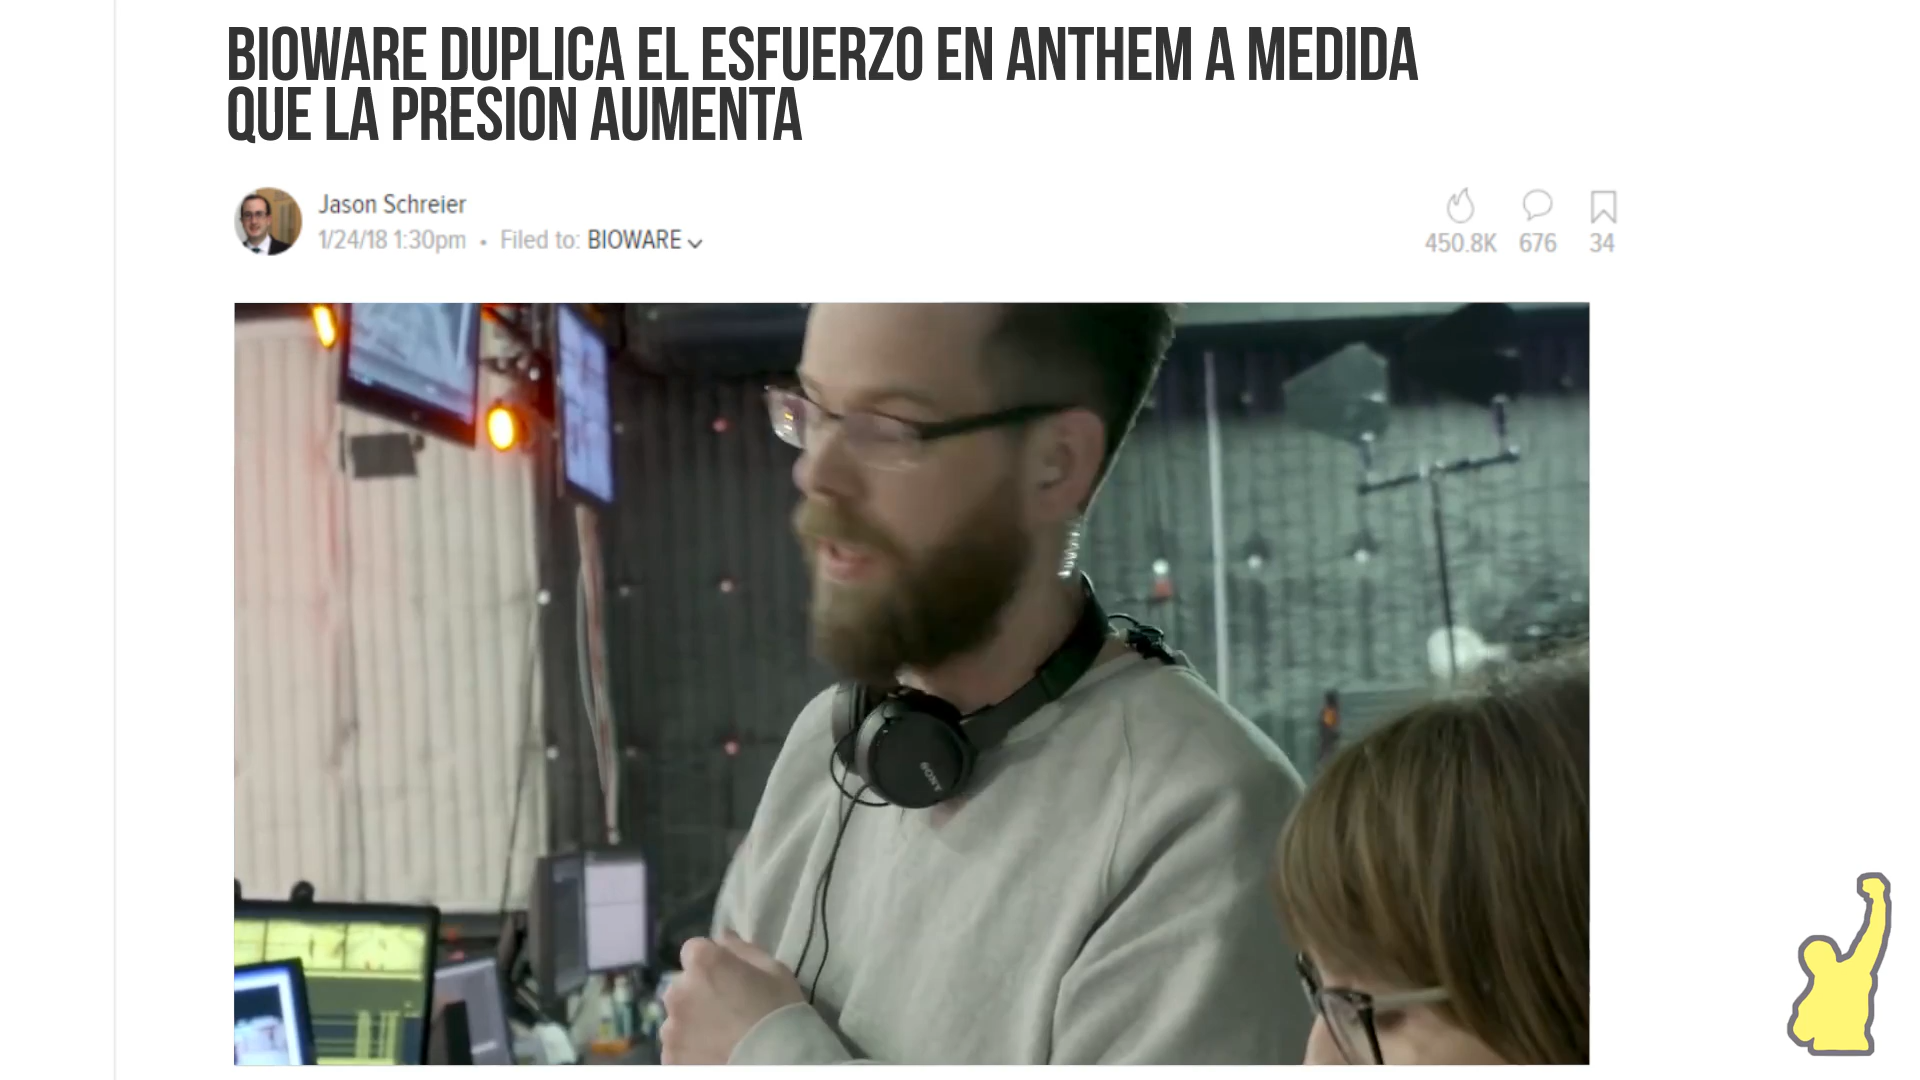 BIOWARE DUPLICA EL ESFUERZO EN ANTHEM A MEDIDA
QUE LA PRESION AUMENTA
Jason Schreier
1/24/18 1:30pm • Filed to: BIOWARE
450.8K 676 34
SONY